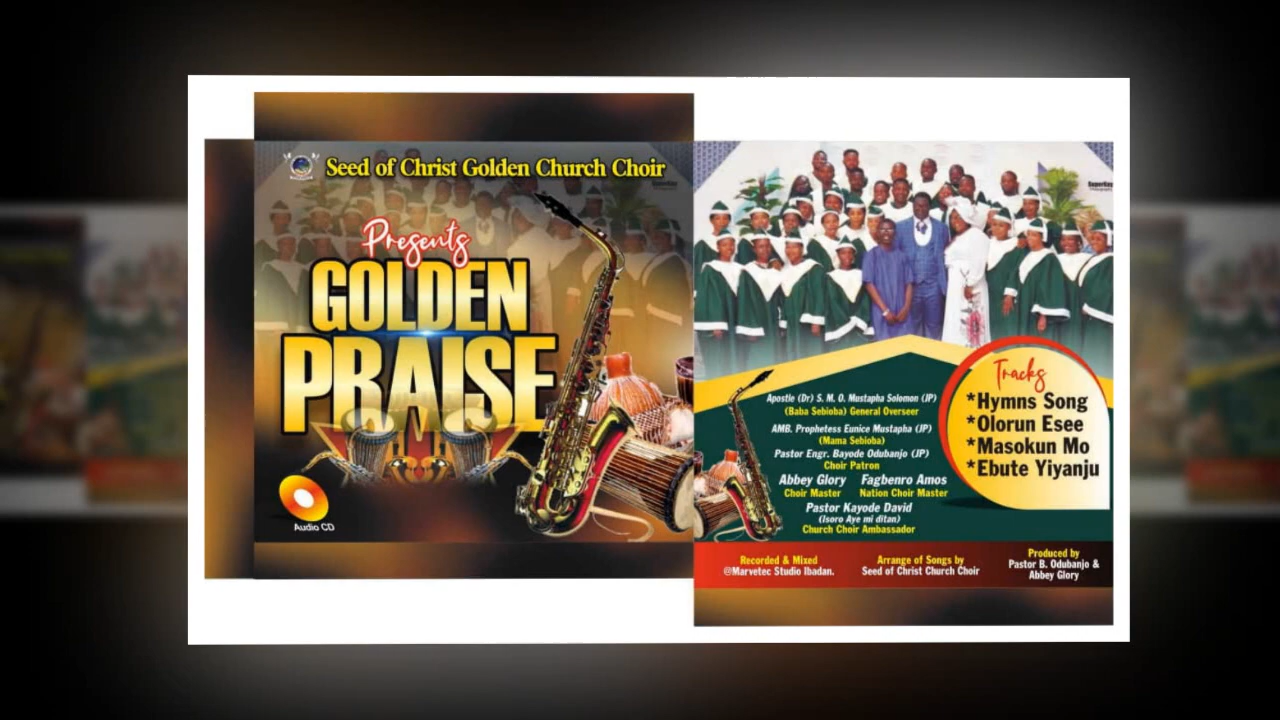 Seed of Christ Golden Church Choir
Presents
GOLDEN
PRAISE
Audio CD
Apostle (Dr) S. M. O. Mustapha Solomon (JP)
(Baba Sebioba) General Overseer
AMB. Prophetess Eunice Mustapha (JP)
(Mama Sebioba)
Pastor Engr. Bayode Odubanjo (JP)
Choir Patron
Abbey Glory Fagbenro Amos
Choir Master Nation Choir Master
Pastor Kayode David
(Isoro Aye mi ditan)
Church Choir Ambassador
Tracks
*Hymns Song
*Olorun Esee
*Masokun Mo
*Ebute Yiyanju
Recorded & Mixed
@Marvetec Studio Ibadan.
Arrange of Songs by
Seed of Christ Church Choir
Produced by
Pastor B. Odubanjo &
Abbey Glory